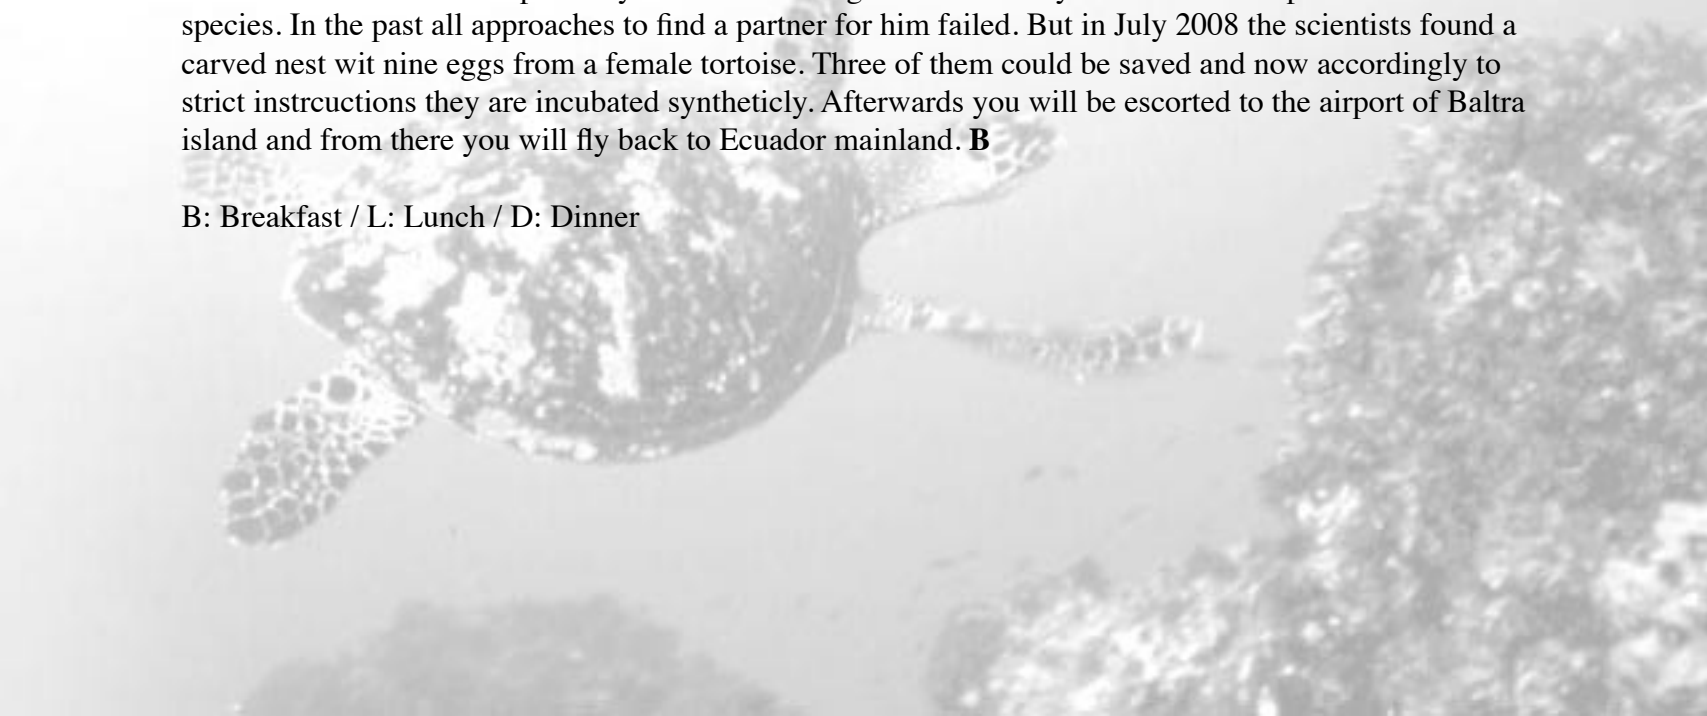 species. In the past all approaches to find a partner for him failed. But in July 2008 the scientists found a
carved nest wit nine eggs from a female tortoise. Three of them could be saved and now accordingly to
strict instrcuctions they are incubated syntheticly. Afterwards you will be escorted to the airport of Baltra
island and from there you will fly back to Ecuador mainland. B
B: Breakfast / L: Lunch / D: Dinner